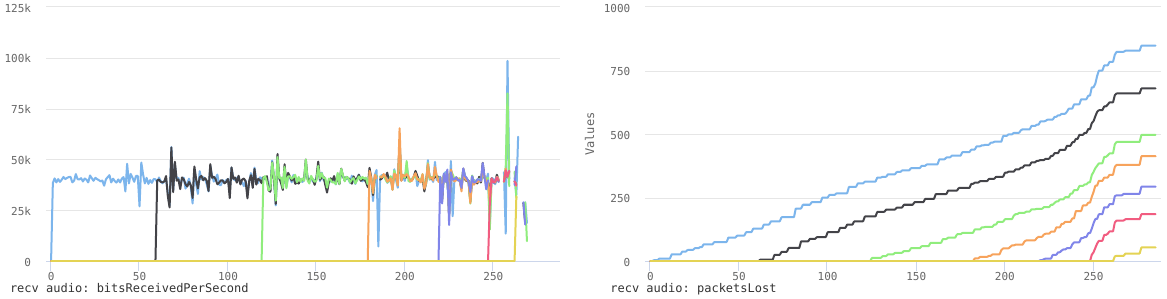 125k
100k
75k
50k
25k
0
0 50 100 150 200 250
recv audio: bitsReceivedPerSecond
1000
750
500
250
0
Values
0 50 100 150 200 250
recv audio: packetsLost